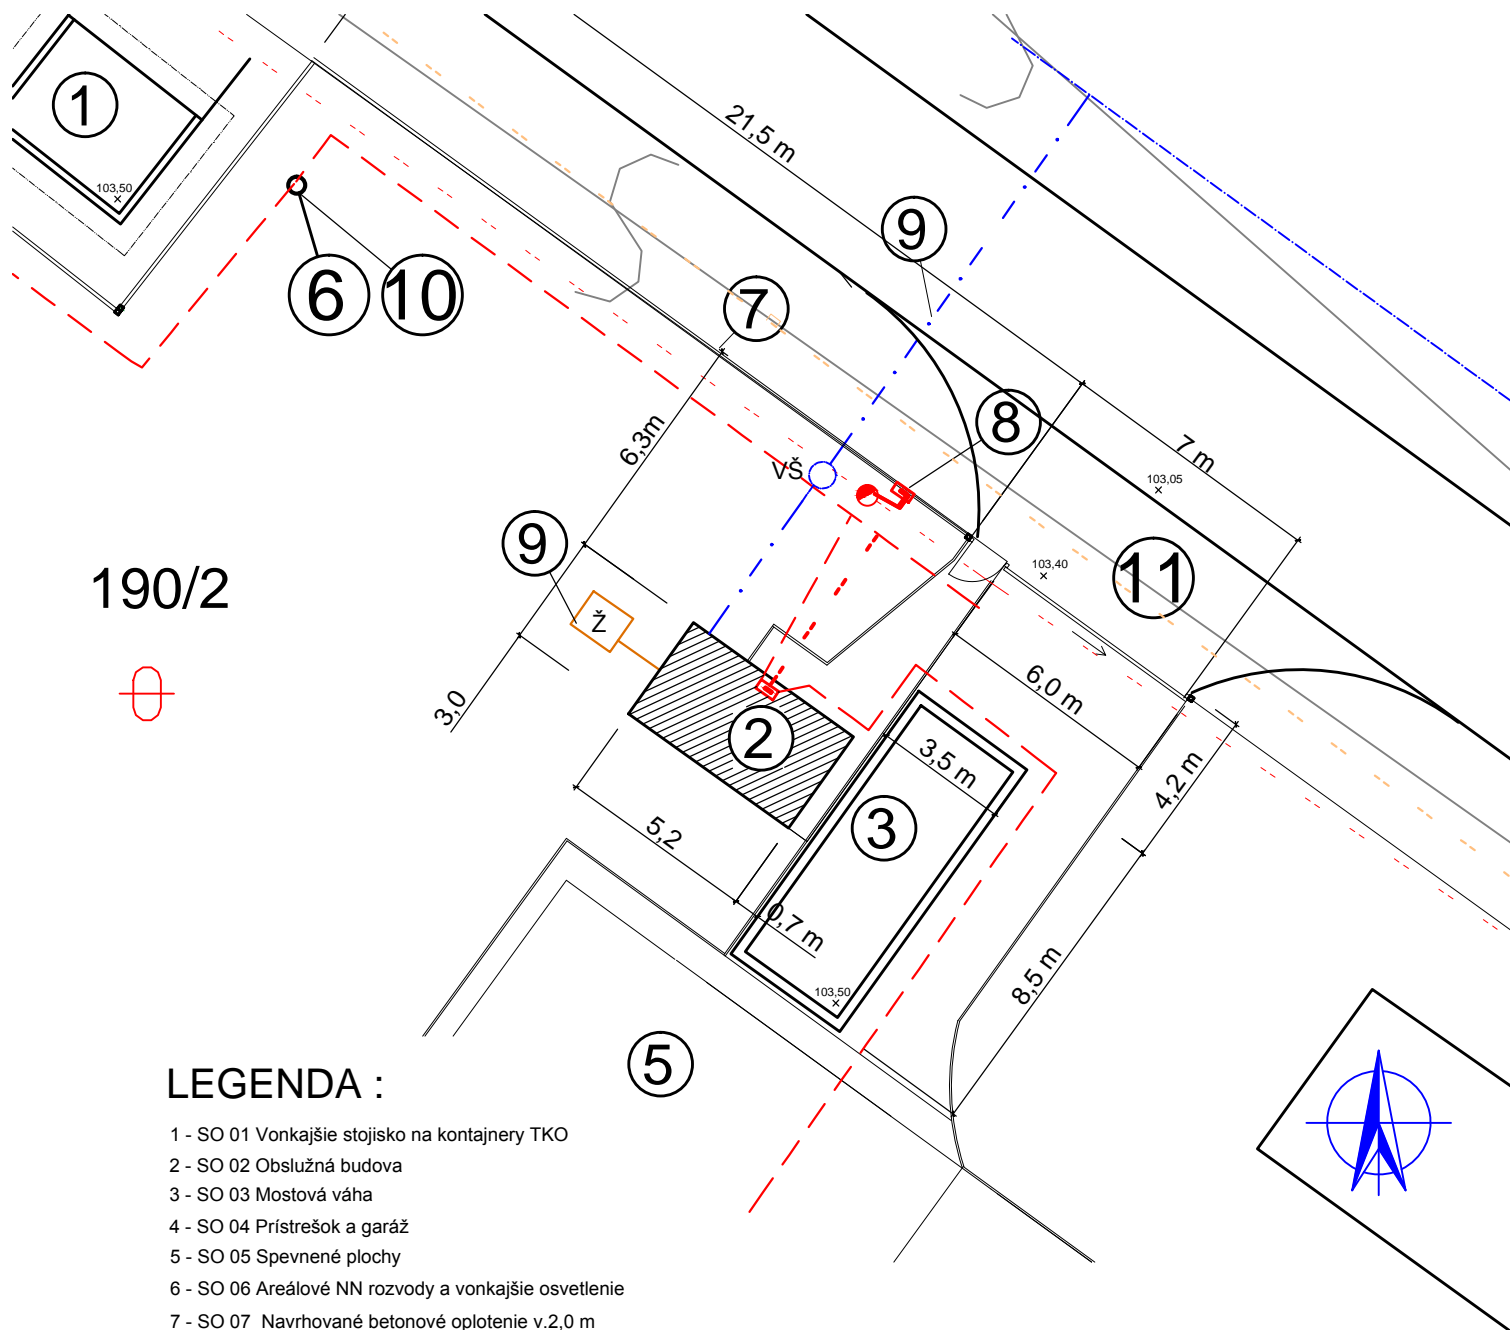 1
103,50
21,5 m
9
6
10
7
6,3m
8
7 m
VŠ
103,05
9
103,40
11
190/2
Ž
6,0 m
3,0
2
3,5 m
4,2 m
3
5,2
0,7 m
8,5 m
103,50
5
LEGENDA :
1 - SO 01 Vonkajšie stojisko na kontajnery TKO
2 - SO 02 Obslužná budova
3 - SO 03 Mostová váha
4 - SO 04 Prístrešok a garáž
5 - SO 05 Spevnené plochy
6 - SO 06 Areálové NN rozvody a vonkajšie osvetlenie
7 - SO 07 Navrhované betonové oplotenie v.2,0 m